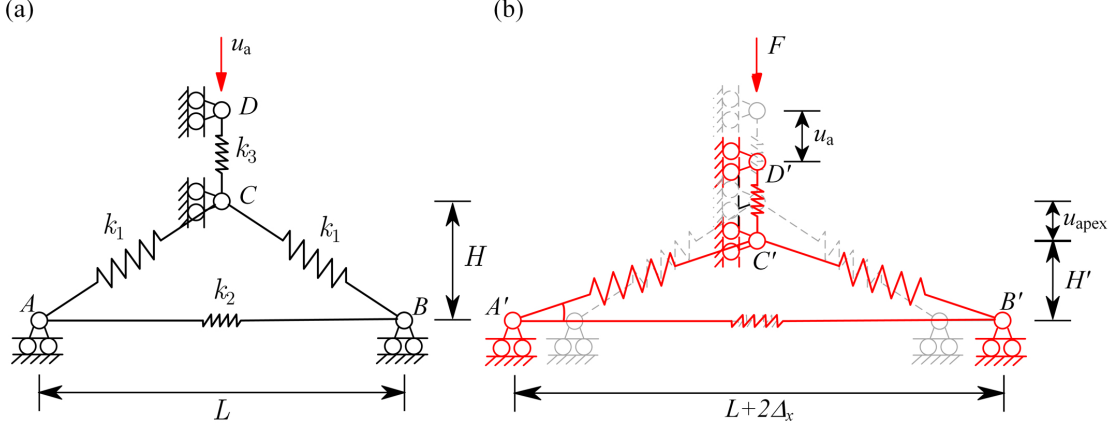 (a)
u_a
D
k_3
C
k_1
k_1
H
A
k_2
B
L
(b)
F
u_a
D′
u_apex
C′
H′
A′
B′
L+2Δ_x